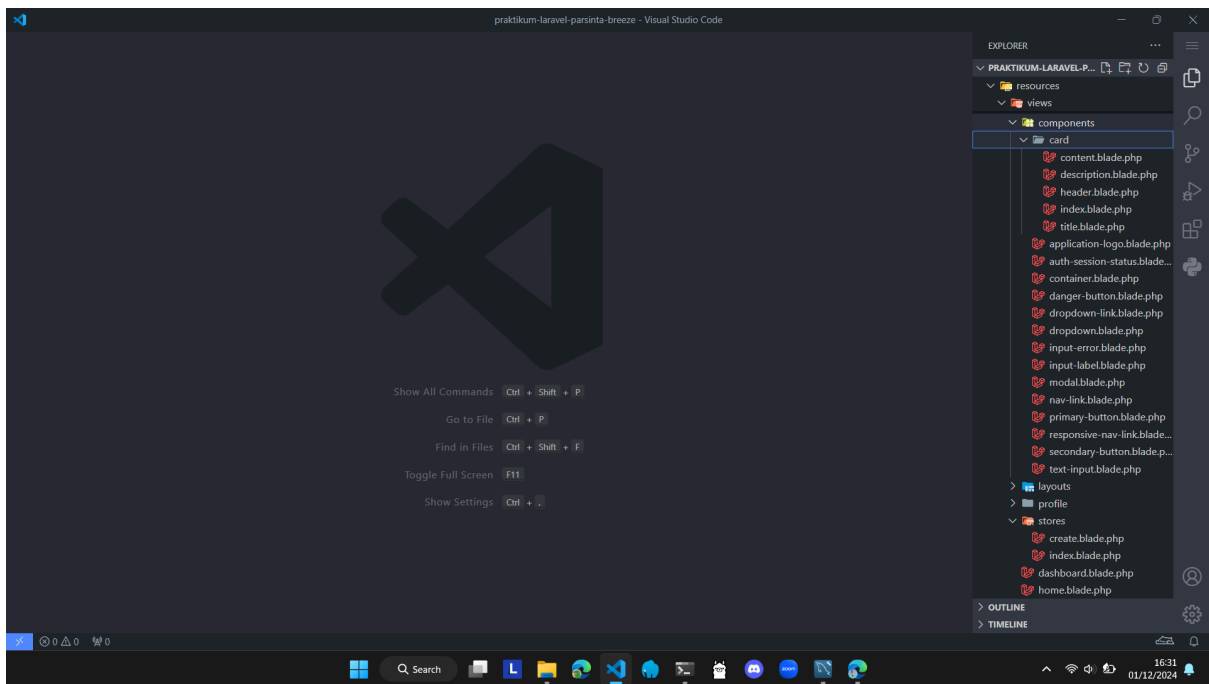 praktikum-laravel-parsinta-breeze - Visual Studio Code
EXPLORER
PRAKTIKUM-LARAVEL-P...
resources
views
components
card
content.blade.php
description.blade.php
header.blade.php
index.blade.php
title.blade.php
application-logo.blade.php
auth-session-status.blade...
container.blade.php
danger-button.blade.php
dropdown-link.blade.php
dropdown.blade.php
input-error.blade.php
input-label.blade.php
modal.blade.php
nav-link.blade.php
primary-button.blade.php
responsive-nav-link.blade...
secondary-button.blade.p...
text-input.blade.php
layouts
profile
stores
create.blade.php
index.blade.php
dashboard.blade.php
home.blade.php
OUTLINE
TIMELINE
Show All Commands Ctrl + Shift + P
Go to File Ctrl + P
Find in Files Ctrl + Shift + F
Toggle Full Screen F11
Show Settings Ctrl + ,
0 0 0
Search
L
zoom
16:31
01/12/2024